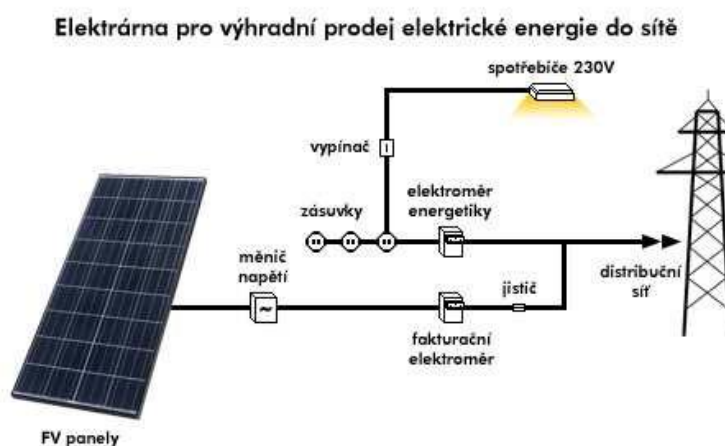 Elektrárna pro výhradní prodej elektrické energie do sítě
spotřebiče 230V
vypínač
elektroměr
energetiky
zásuvky
měnič
napětí
distribuční
síť
jistič
fakturační
elektroměr
FV panely